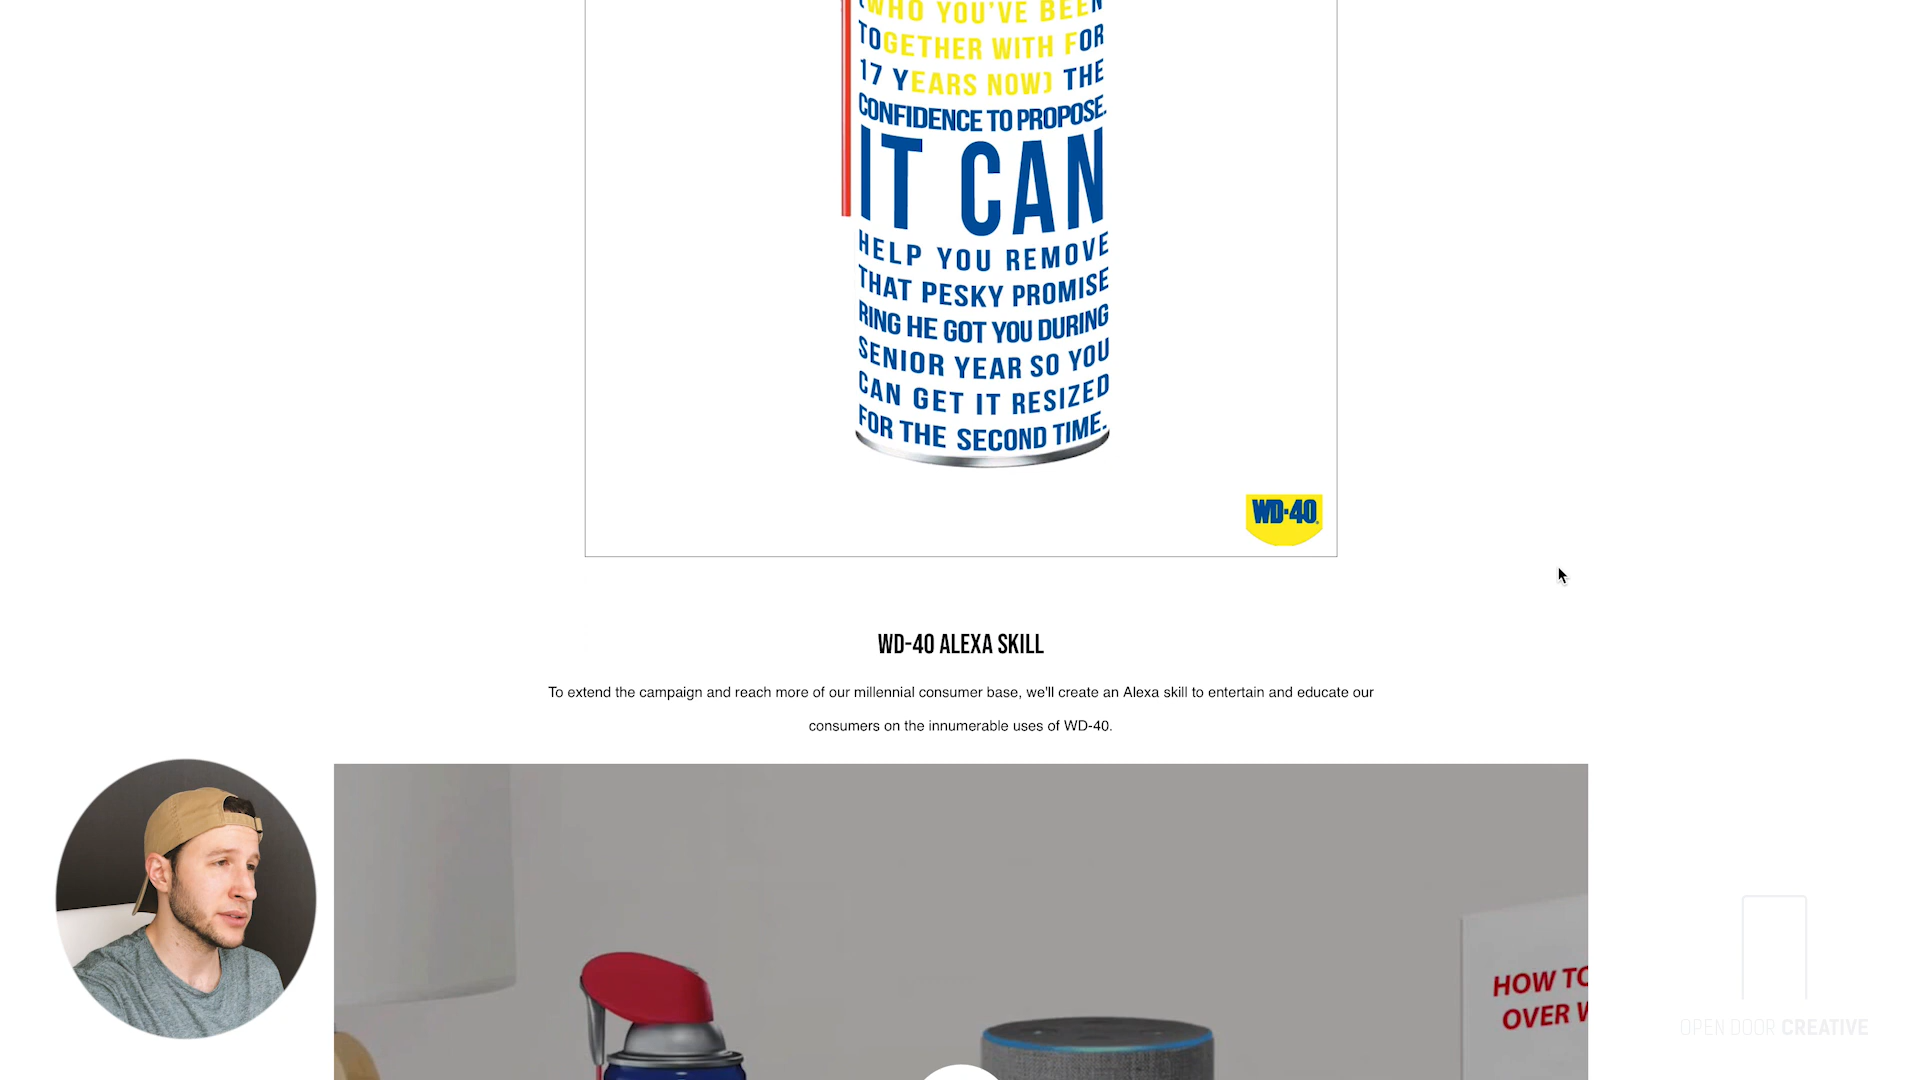 (WHO YOU'VE BEEN
TOGETHER WITH FOR
17 YEARS NOW) THE
CONFIDENCE TO PROPOSE.
IT CAN
HELP YOU REMOVE
THAT PESKY PROMISE
RING HE GOT YOU DURING
SENIOR YEAR SO YOU
CAN GET IT RESIZED
FOR THE SECOND TIME.
WD-40
WD-40 ALEXA SKILL
To extend the campaign and reach more of our millennial consumer base, we'll create an Alexa skill to entertain and educate our
consumers on the innumerable uses of WD-40.
HOW TO
OVER
OPEN DOOR CREATIVE